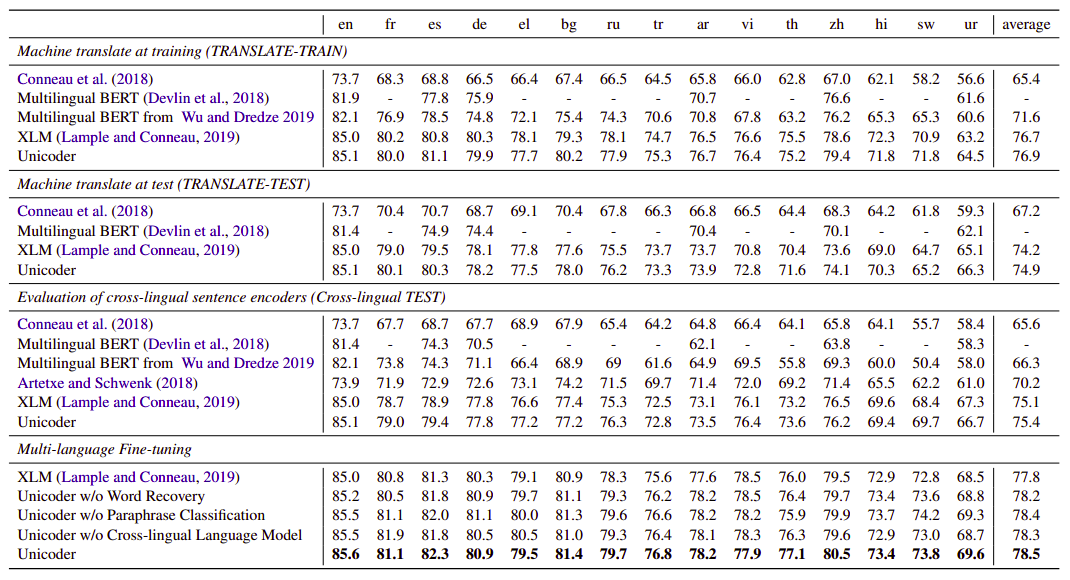 en fr es de el bg ru tr ar vi th zh hi sw ur average
Machine translate at training (TRANSLATE-TRAIN)
Conneau et al. (2018) 73.7 68.3 68.8 66.5 66.4 67.4 66.5 64.5 65.8 66.0 62.8 67.0 62.1 58.2 56.6 65.4
Multilingual BERT (Devlin et al., 2018) 81.9 - 77.8 75.9 - - - - 70.7 - - 76.6 - - 61.6 -
Multilingual BERT from Wu and Dredze 2019 82.1 76.9 78.5 74.8 72.1 75.4 74.3 70.6 70.8 67.8 63.2 76.2 65.3 65.3 60.6 71.6
XLM (Lample and Conneau, 2019) 85.0 80.2 80.8 80.3 78.1 79.3 78.1 74.7 76.5 76.6 75.5 78.6 72.3 70.9 63.2 76.7
Unicoder 85.1 80.0 81.1 79.9 77.7 80.2 77.9 75.3 76.7 76.4 75.2 79.4 71.8 71.8 64.5 76.9
Machine translate at test (TRANSLATE-TEST)
Conneau et al. (2018) 73.7 70.4 70.7 68.7 69.1 70.4 67.8 66.3 66.8 66.5 64.4 68.3 64.2 61.8 59.3 67.2
Multilingual BERT (Devlin et al., 2018) 81.4 - 74.9 74.4 - - - - 70.4 - - 70.1 - - 62.1 -
XLM (Lample and Conneau, 2019) 85.0 79.0 79.5 78.1 77.8 77.6 75.5 73.7 73.7 70.8 70.4 73.6 69.0 64.7 65.1 74.2
Unicoder 85.1 80.1 80.3 78.2 77.5 78.0 76.2 73.3 73.9 72.8 71.6 74.1 70.3 65.2 66.3 74.9
Evaluation of cross-lingual sentence encoders (Cross-lingual TEST)
Conneau et al. (2018) 73.7 67.7 68.7 67.7 68.9 67.9 65.4 64.2 64.8 66.4 64.1 65.8 64.1 55.7 58.4 65.6
Multilingual BERT (Devlin et al., 2018) 81.4 - 74.3 70.5 - - - - 62.1 - - 63.8 - - 58.3 -
Multilingual BERT from Wu and Dredze 2019 82.1 73.8 74.3 71.1 66.4 68.9 69 61.6 64.9 69.5 55.8 69.3 60.0 50.4 58.0 66.3
Artetxe and Schwenk (2018) 73.9 71.9 72.9 72.6 73.1 74.2 71.5 69.7 71.4 72.0 69.2 71.4 65.5 62.2 61.0 70.2
XLM (Lample and Conneau, 2019) 85.0 78.7 78.9 77.8 76.6 77.4 75.3 72.5 73.1 76.1 73.2 76.5 69.6 68.4 67.3 75.1
Unicoder 85.1 79.0 79.4 77.8 77.2 77.2 76.3 72.8 73.5 76.4 73.6 76.2 69.4 69.7 66.7 75.4
Multi-language Fine-tuning
XLM (Lample and Conneau, 2019) 85.0 80.8 81.3 80.3 79.1 80.9 78.3 75.6 77.6 78.5 76.0 79.5 72.9 72.8 68.5 77.8
Unicoder w/o Word Recovery 85.2 80.5 81.8 80.9 79.7 81.1 79.3 76.2 78.2 78.5 76.4 79.7 73.4 73.6 68.8 78.2
Unicoder w/o Paraphrase Classification 85.5 81.1 82.0 81.1 80.0 81.3 79.6 76.6 78.2 78.2 75.9 79.9 73.7 74.2 69.3 78.4
Unicoder w/o Cross-lingual Language Model 85.5 81.9 81.8 80.5 80.5 81.0 79.3 76.4 78.1 78.3 76.3 79.6 72.9 73.0 68.7 78.3
Unicoder 85.6 81.1 82.3 80.9 79.5 81.4 79.7 76.8 78.2 77.9 77.1 80.5 73.4 73.8 69.6 78.5